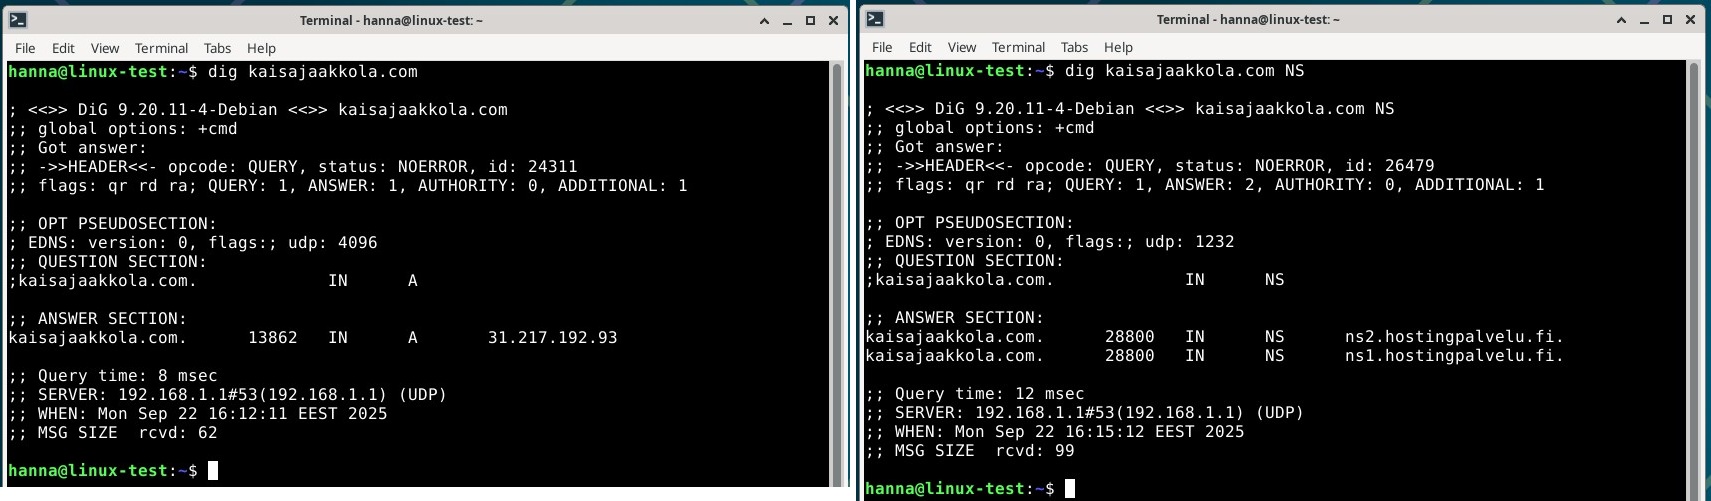 Terminal - hanna@linux-test: ~
File Edit View Terminal Tabs Help
hanna@linux-test:~$ dig kaisajaakkola.com
; <<>> DiG 9.20.11-4-Debian <<>> kaisajaakkola.com
;; global options: +cmd
;; Got answer:
;; ->>HEADER<<- opcode: QUERY, status: NOERROR, id: 24311
;; flags: qr rd ra; QUERY: 1, ANSWER: 1, AUTHORITY: 0, ADDITIONAL: 1
;; OPT PSEUDOSECTION:
; EDNS: version: 0, flags:; udp: 4096
;; QUESTION SECTION:
;kaisajaakkola.com. IN A
;; ANSWER SECTION:
kaisajaakkola.com. 13862 IN A 31.217.192.93
;; Query time: 8 msec
;; SERVER: 192.168.1.1#53(192.168.1.1) (UDP)
;; WHEN: Mon Sep 22 16:12:11 EEST 2025
;; MSG SIZE rcvd: 62
hanna@linux-test:~$
Terminal - hanna@linux-test: ~
File Edit View Terminal Tabs Help
hanna@linux-test:~$ dig kaisajaakkola.com NS
; <<>> DiG 9.20.11-4-Debian <<>> kaisajaakkola.com NS
;; global options: +cmd
;; Got answer:
;; ->>HEADER<<- opcode: QUERY, status: NOERROR, id: 26479
;; flags: qr rd ra; QUERY: 1, ANSWER: 2, AUTHORITY: 0, ADDITIONAL: 1
;; OPT PSEUDOSECTION:
; EDNS: version: 0, flags:; udp: 1232
;; QUESTION SECTION:
;kaisajaakkola.com. IN NS
;; ANSWER SECTION:
kaisajaakkola.com. 28800 IN NS ns2.hostingpalvelu.fi.
kaisajaakkola.com. 28800 IN NS ns1.hostingpalvelu.fi.
;; Query time: 12 msec
;; SERVER: 192.168.1.1#53(192.168.1.1) (UDP)
;; WHEN: Mon Sep 22 16:15:12 EEST 2025
;; MSG SIZE rcvd: 99
hanna@linux-test:~$